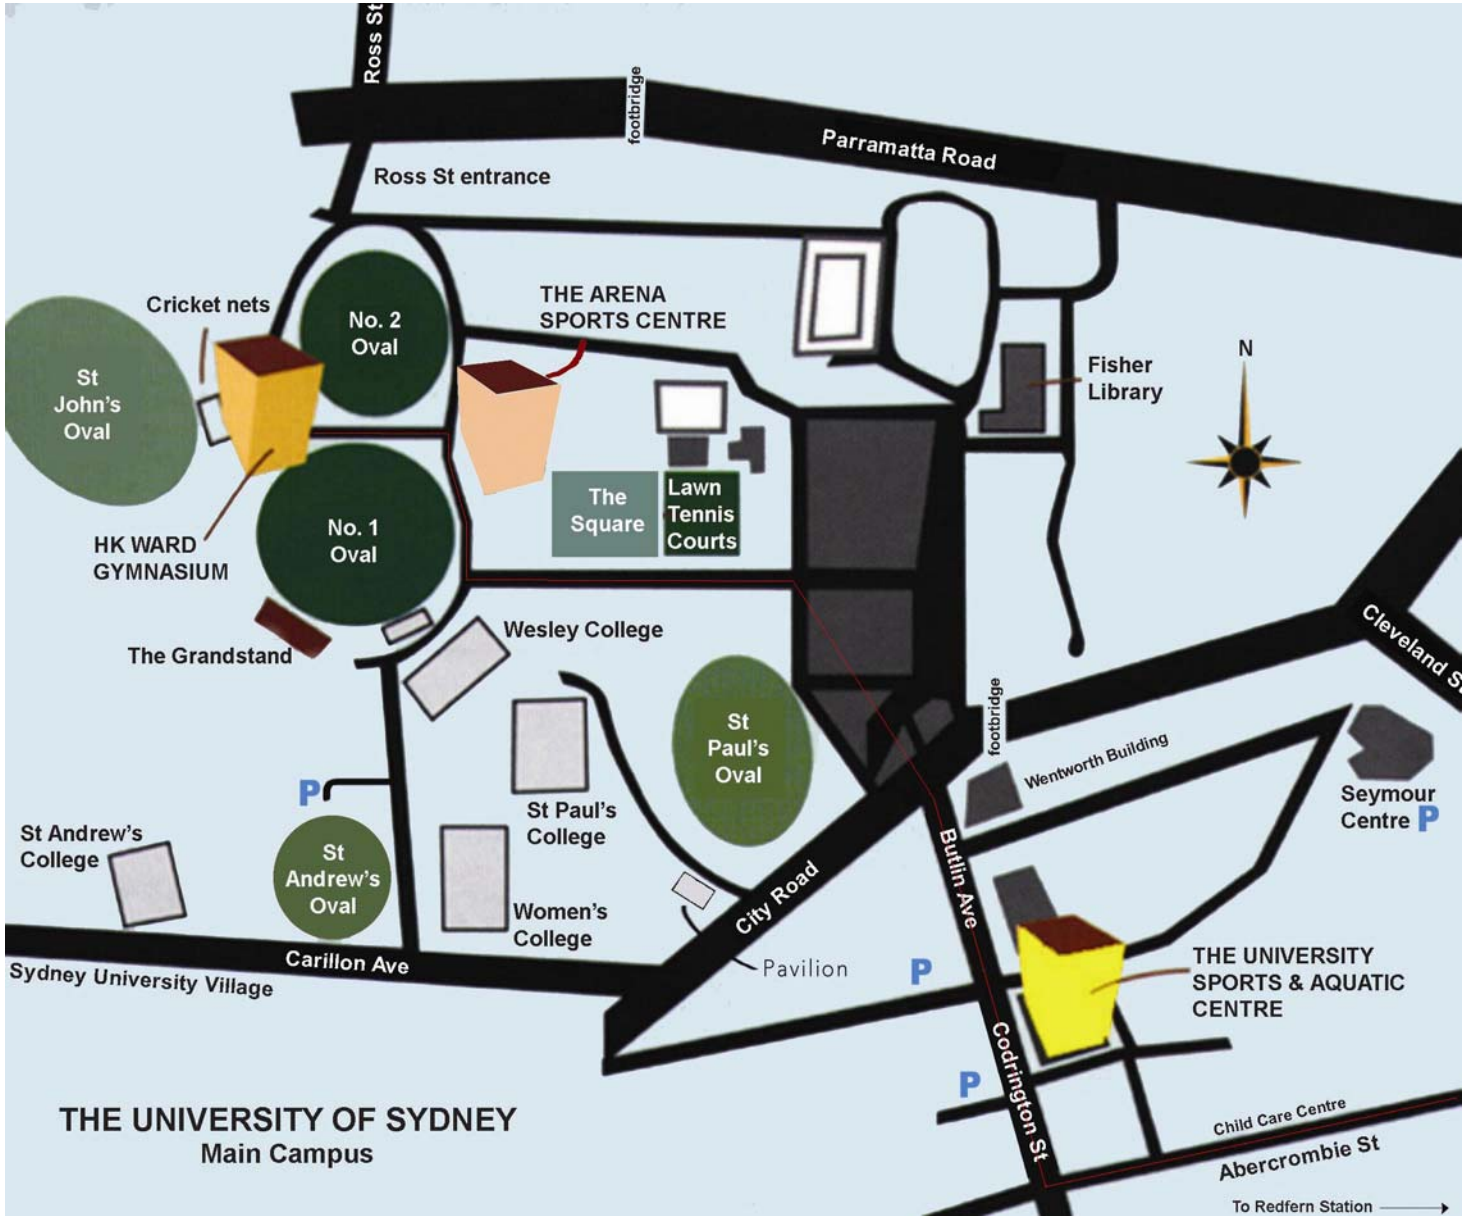 Ross St
footbridge
Parramatta Road
Ross St entrance
Cricket nets
No. 2
Oval
THE ARENA
SPORTS CENTRE
N
St
John's
Oval
Fisher
Library
The
Square
Lawn
Tennis
Courts
No. 1
Oval
HK WARD
GYMNASIUM
Wesley College
The Grandstand
Cleveland St
footbridge
St
Paul's
Oval
Wentworth Building
P
St Paul's
College
Seymour
Centre P
St Andrew's
College
St
Andrew's
Oval
Butlin Ave
City Road
Women's
College
Carillon Ave
Sydney University Village
Pavilion
P
THE UNIVERSITY
SPORTS & AQUATIC
CENTRE
Codrington St
P
THE UNIVERSITY OF SYDNEY
Main Campus
Child Care Centre
Abercrombie St
To Redfern Station